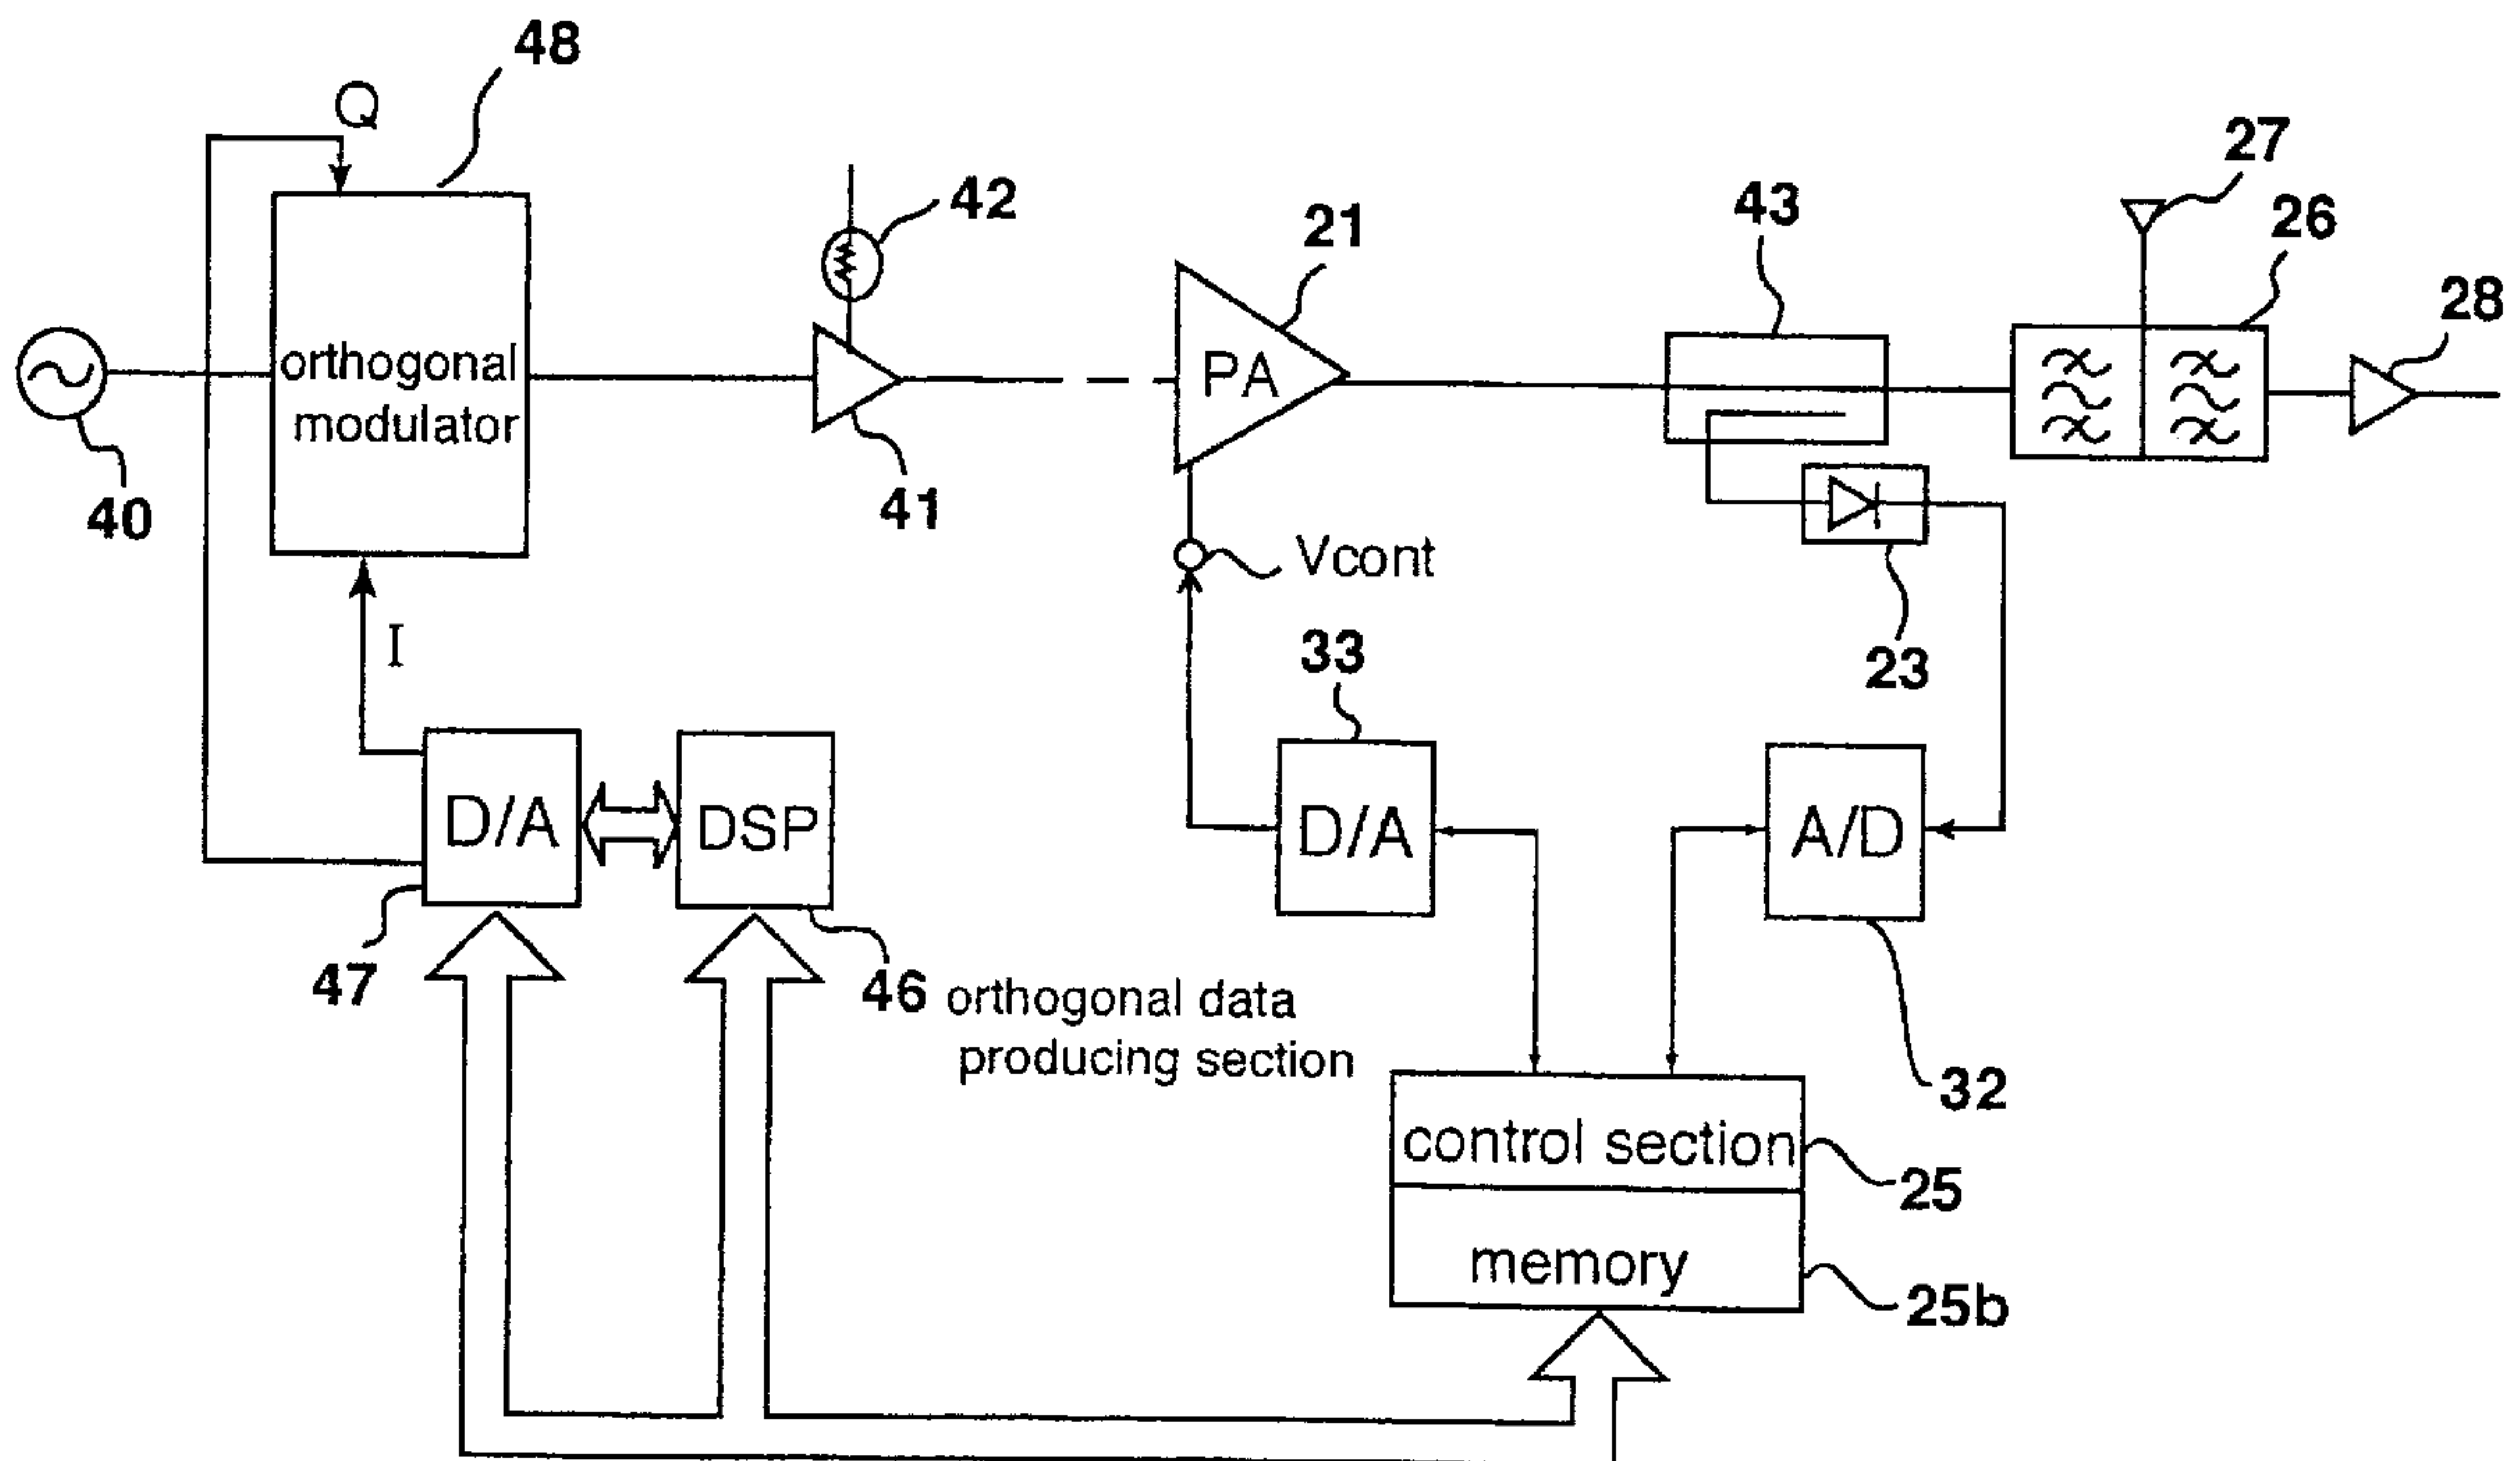 48
Q
27
42
43
26
21
28
orthogonal
modulator
PA
40
41
Vcont
I
33
23
D/A
DSP
D/A
A/D
47
46 orthogonal data
producing section
32
control section
25
memory
25b